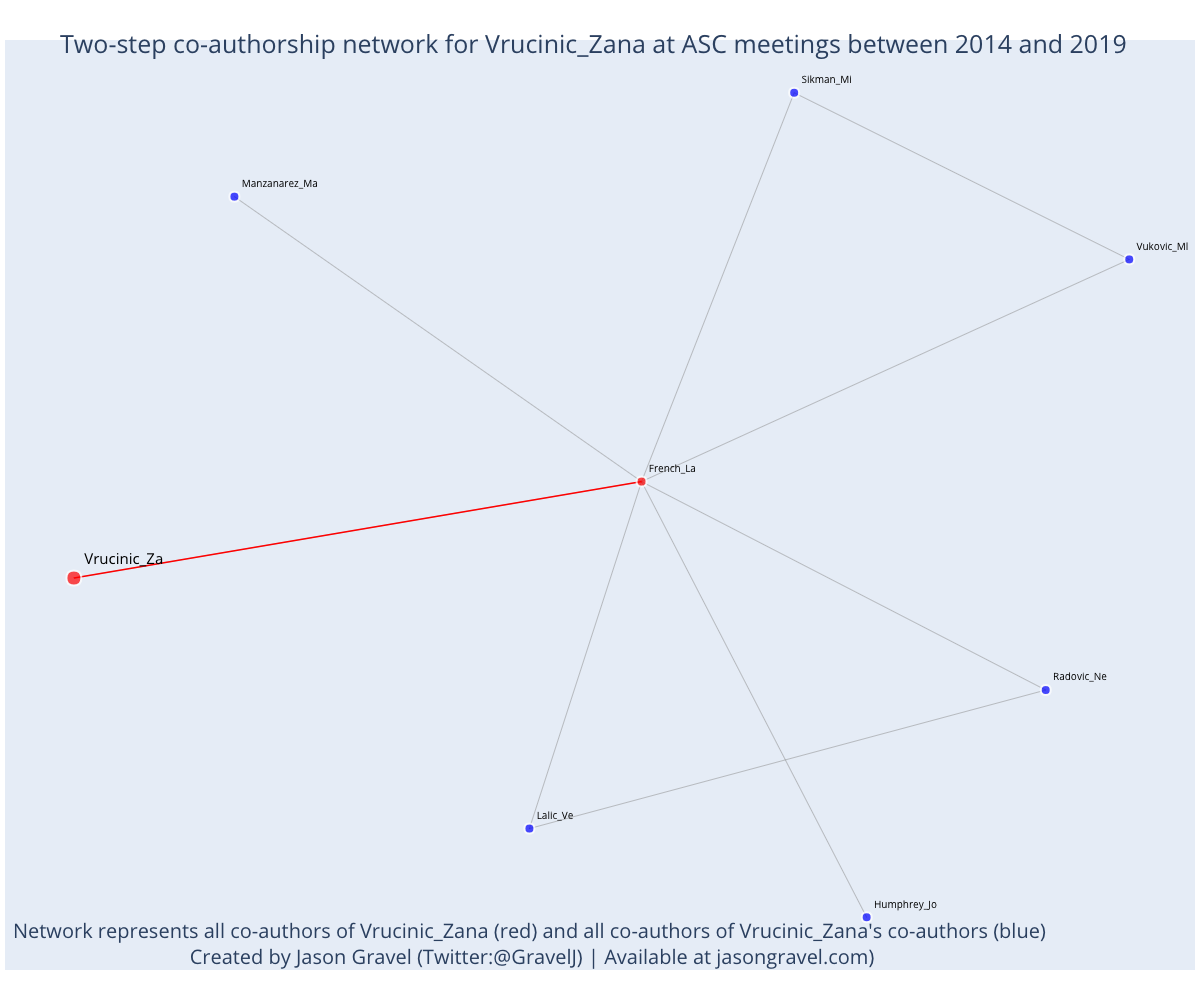 Two-step co-authorship network for Vrucinic_Zana at ASC meetings between 2014 and 2019
Sikman_Mi
Manzanarez_Ma
Vukovic_Ml
French_La
Vrucinic_Za
Radovic_Ne
Lalic_Ve
Humphrey_Jo
Network represents all co-authors of Vrucinic_Zana (red) and all co-authors of Vrucinic_Zana's co-authors (blue)
Created by Jason Gravel (Twitter:@GravelJ) | Available at jasongravel.com)